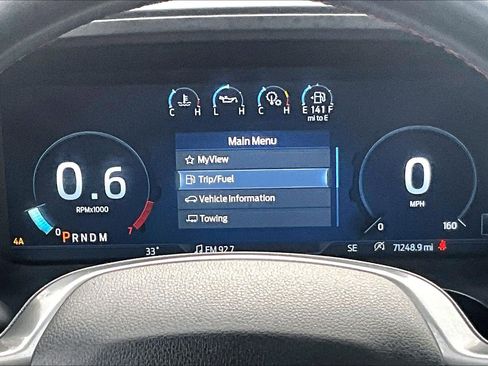 C H
L H
C H
E 141 F
mi to E
Main Menu
MyView
Trip/Fuel
Vehicle Information
Towing
0.6
RPMx1000
0 7
0
MPH
0 160
4A
PRNDM
33°
FM 92.7
SE
71248.9 mi